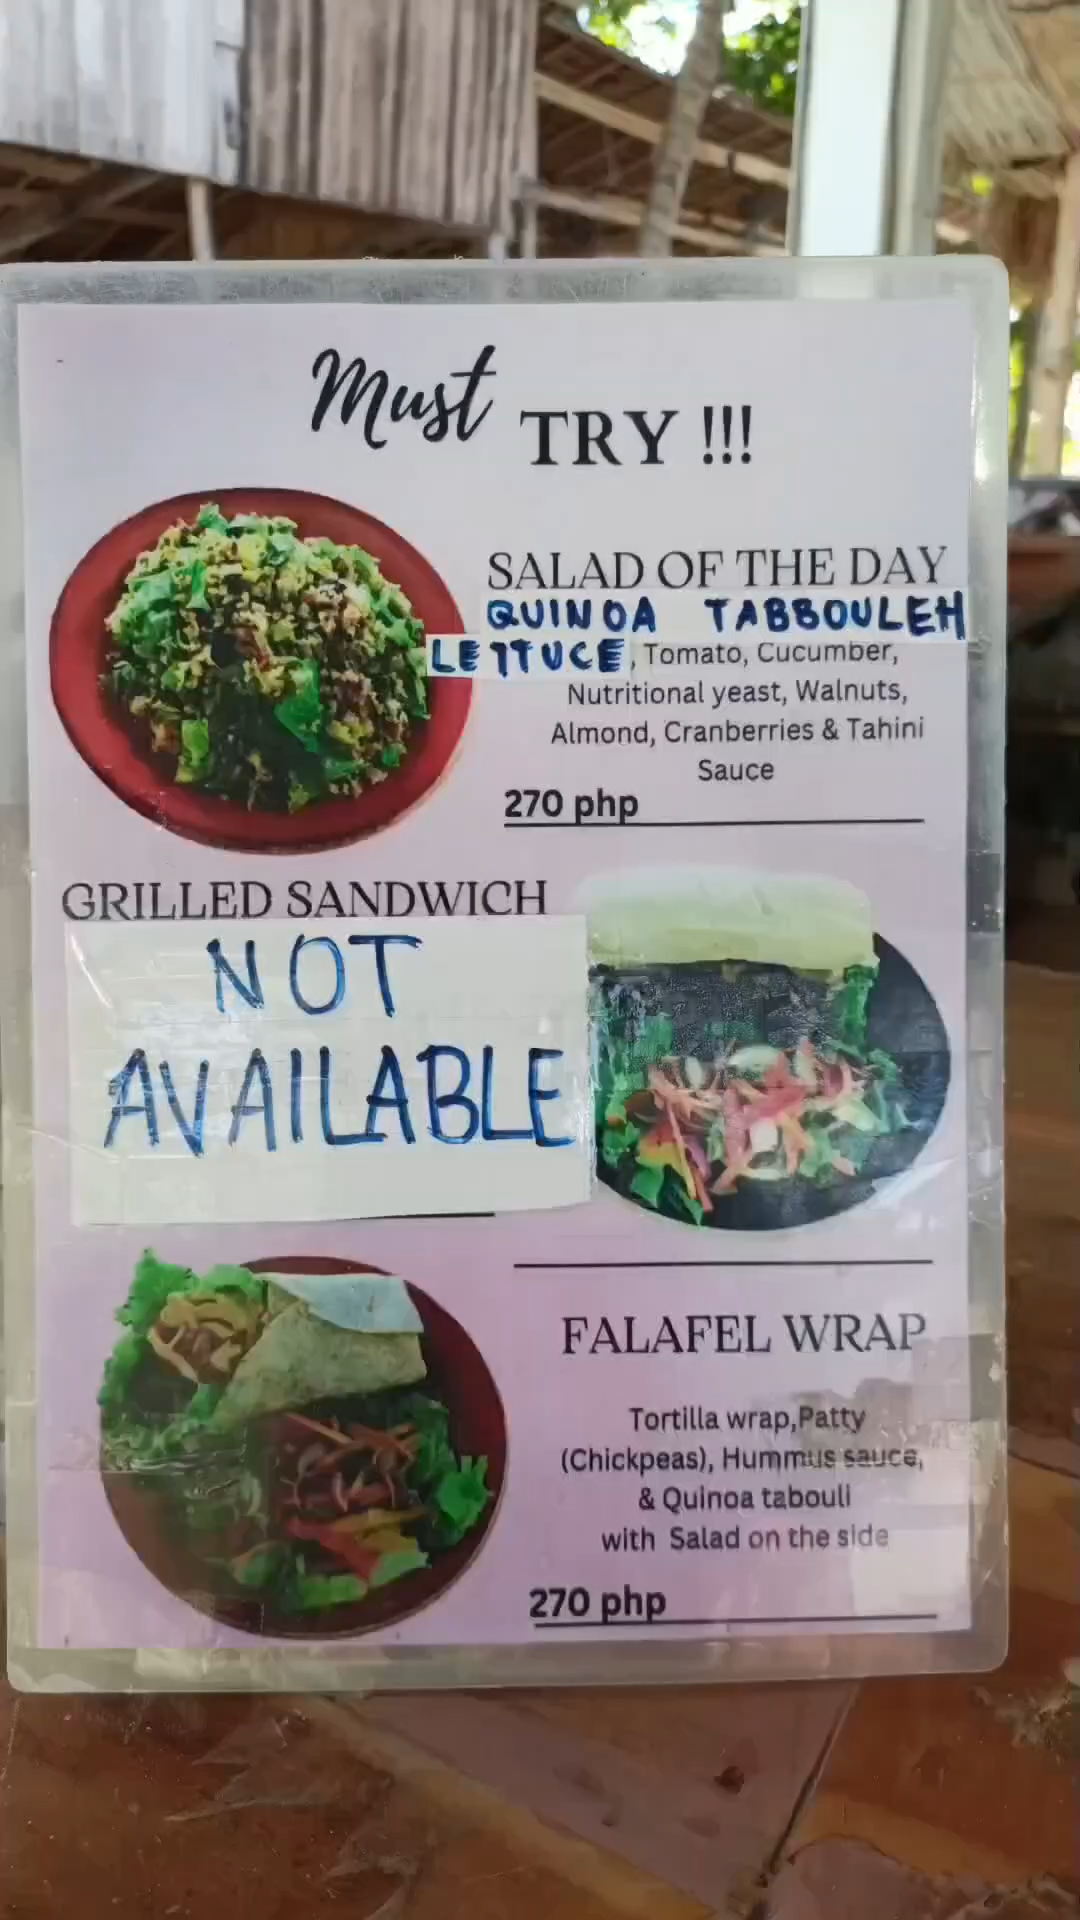 Must TRY !!!
SALAD OF THE DAY
QUINOA TABBOULEH
LETTUCE, Tomato, Cucumber,
Nutritional yeast, Walnuts,
Almond, Cranberries & Tahini
Sauce
270 php
GRILLED SANDWICH
NOT
AVAILABLE
FALAFEL WRAP
Tortilla wrap,Patty
(Chickpeas), Hummus sauce,
& Quinoa tabouli
with Salad on the side
270 php